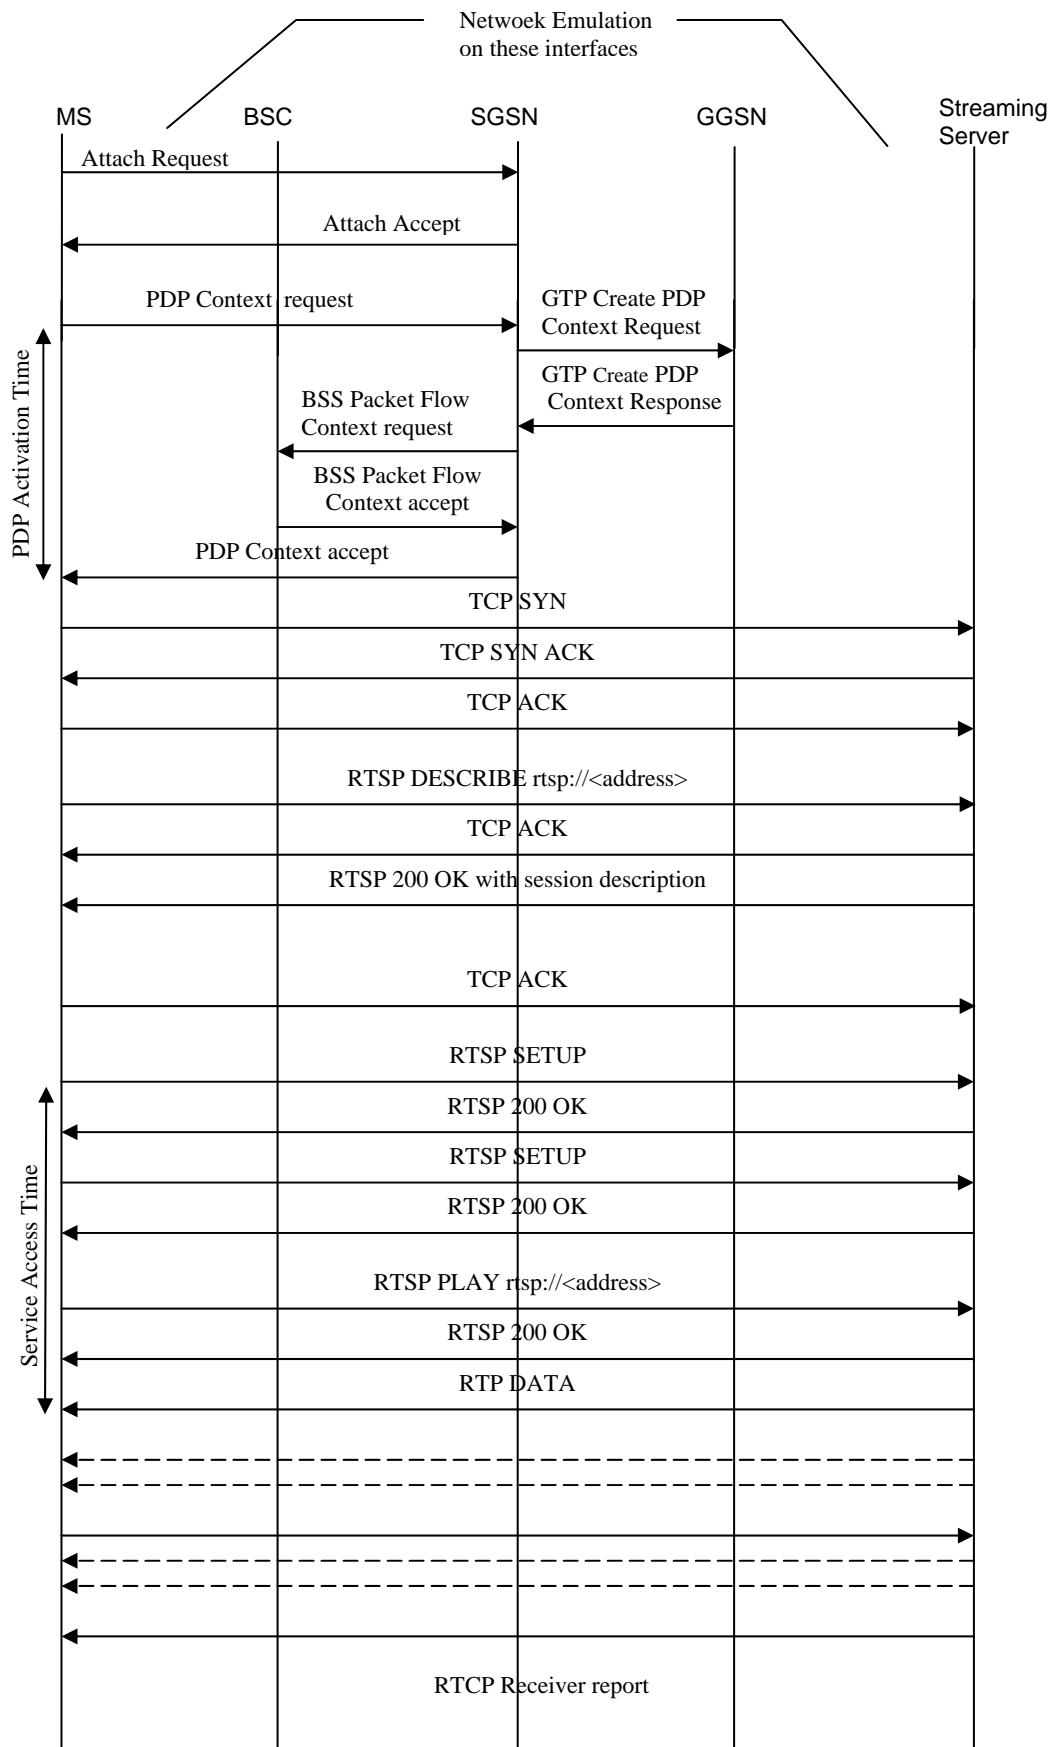 Netwoek Emulation
on these interfaces
MS
BSC
SGSN
GGSN
Streaming
Server
Attach Request
Attach Accept
PDP Context request
GTP Create PDP
Context Request
GTP Create PDP
Context Response
BSS Packet Flow
Context request
BSS Packet Flow
Context accept
PDP Context accept
PDP Activation Time
TCP SYN
TCP SYN ACK
TCP ACK
RTSP DESCRIBE rtsp://<address>
TCP ACK
RTSP 200 OK with session description
TCP ACK
RTSP SETUP
RTSP 200 OK
RTSP SETUP
RTSP 200 OK
RTSP PLAY rtsp://<address>
RTSP 200 OK
RTP DATA
Service Access Time
RTCP Receiver report